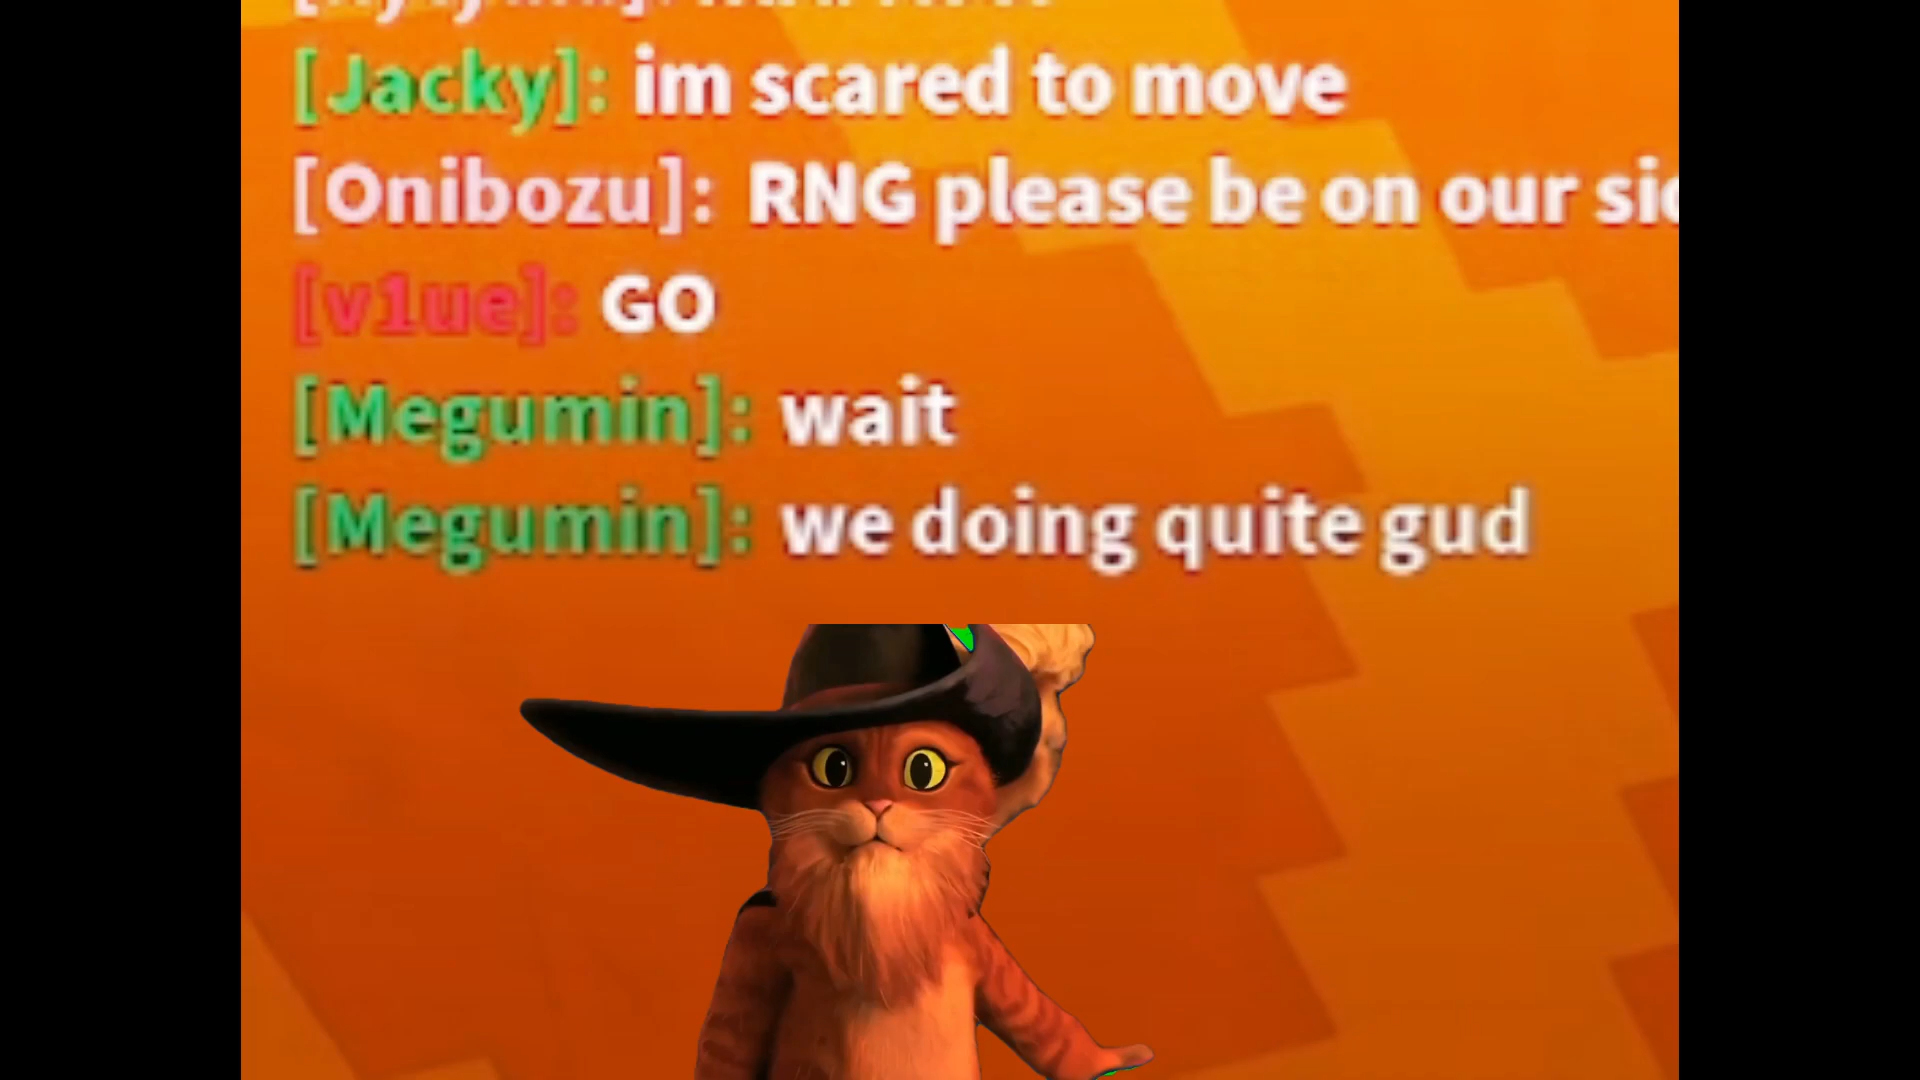 [Jacky]: im scared to move
[Onibozu]: RNG please be on our
[v1ue]: GO
[Megumin]: wait
[Megumin]: we doing quite gud